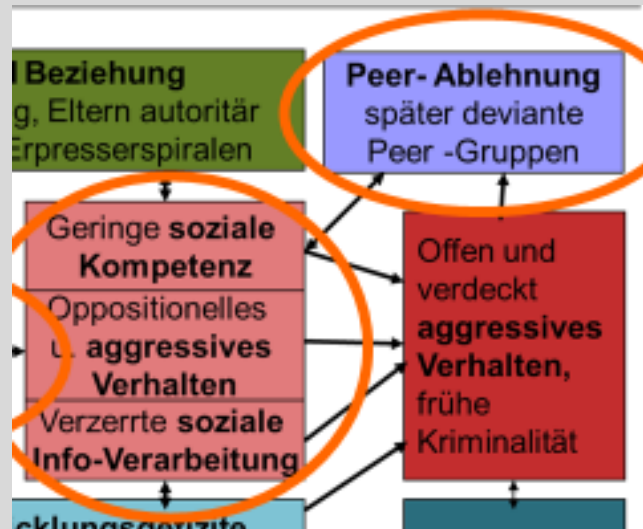 Beziehung
Eltern autoritär
Erpresserspiralen
Peer- Ablehnung
später deviante
Peer -Gruppen
Geringe soziale
Kompetenz
Oppositionelles
u. aggressives
Verhalten
Verzerrte soziale
Info-Verarbeitung
Offen und
verdeckt
aggressives
Verhalten,
frühe
Kriminalität